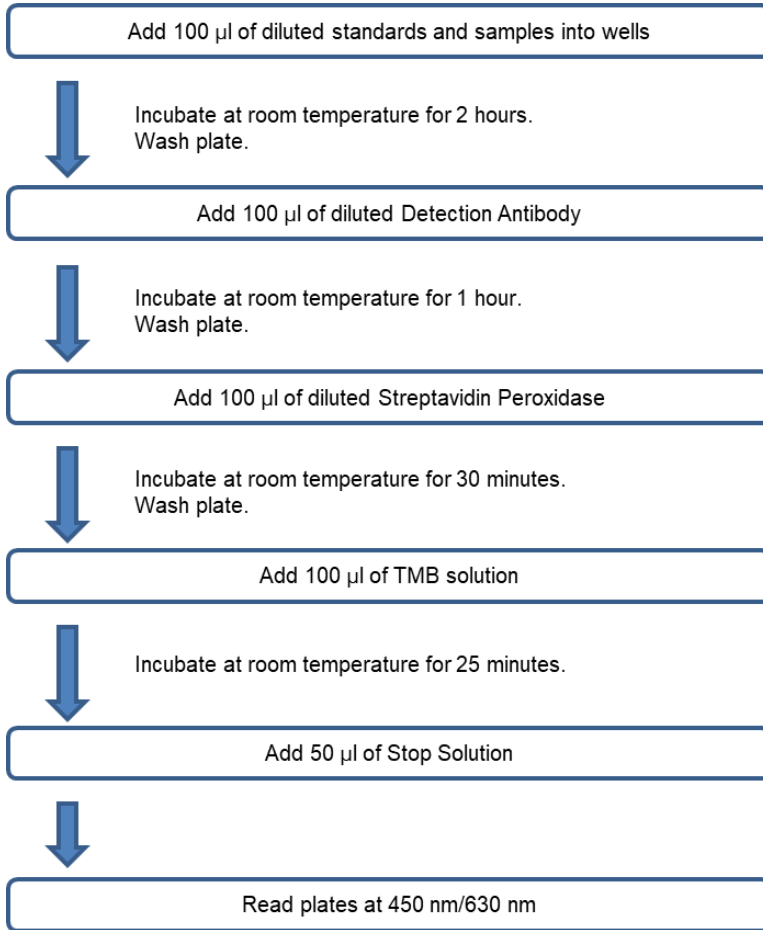 Add 100 µl of diluted standards and samples into wells
Incubate at room temperature for 2 hours.
Wash plate.
Add 100 µl of diluted Detection Antibody
Incubate at room temperature for 1 hour.
Wash plate.
Add 100 µl of diluted Streptavidin Peroxidase
Incubate at room temperature for 30 minutes.
Wash plate.
Add 100 µl of TMB solution
Incubate at room temperature for 25 minutes.
Add 50 µl of Stop Solution
Read plates at 450 nm/630 nm